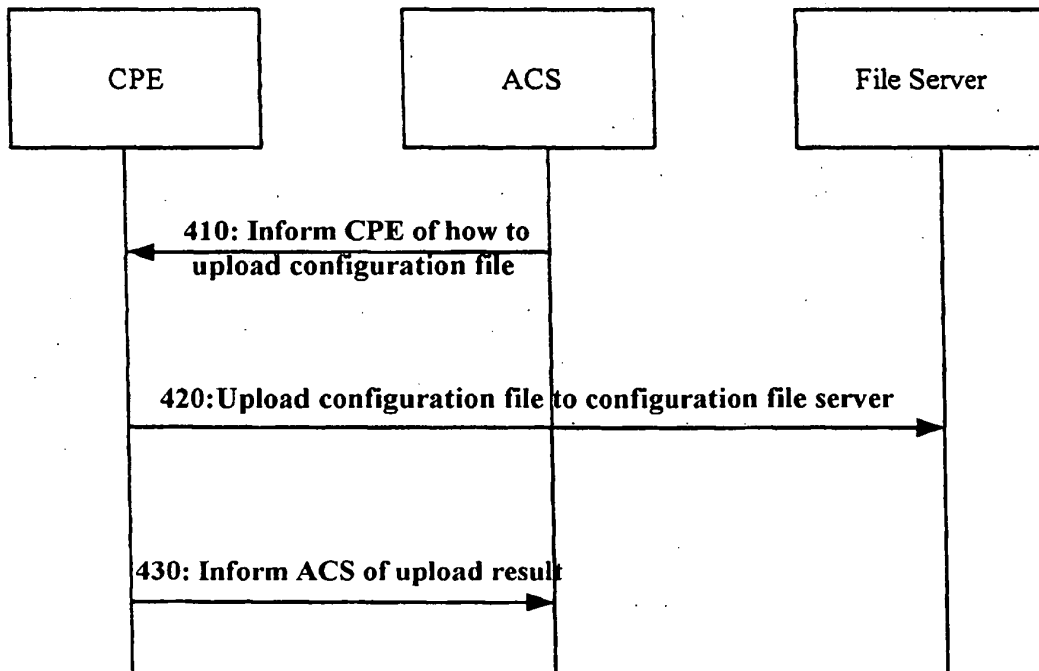 CPE
ACS
File Server
410: Inform CPE of how to
upload configuration file
420:Upload configuration file to configuration file server
430: Inform ACS of upload result